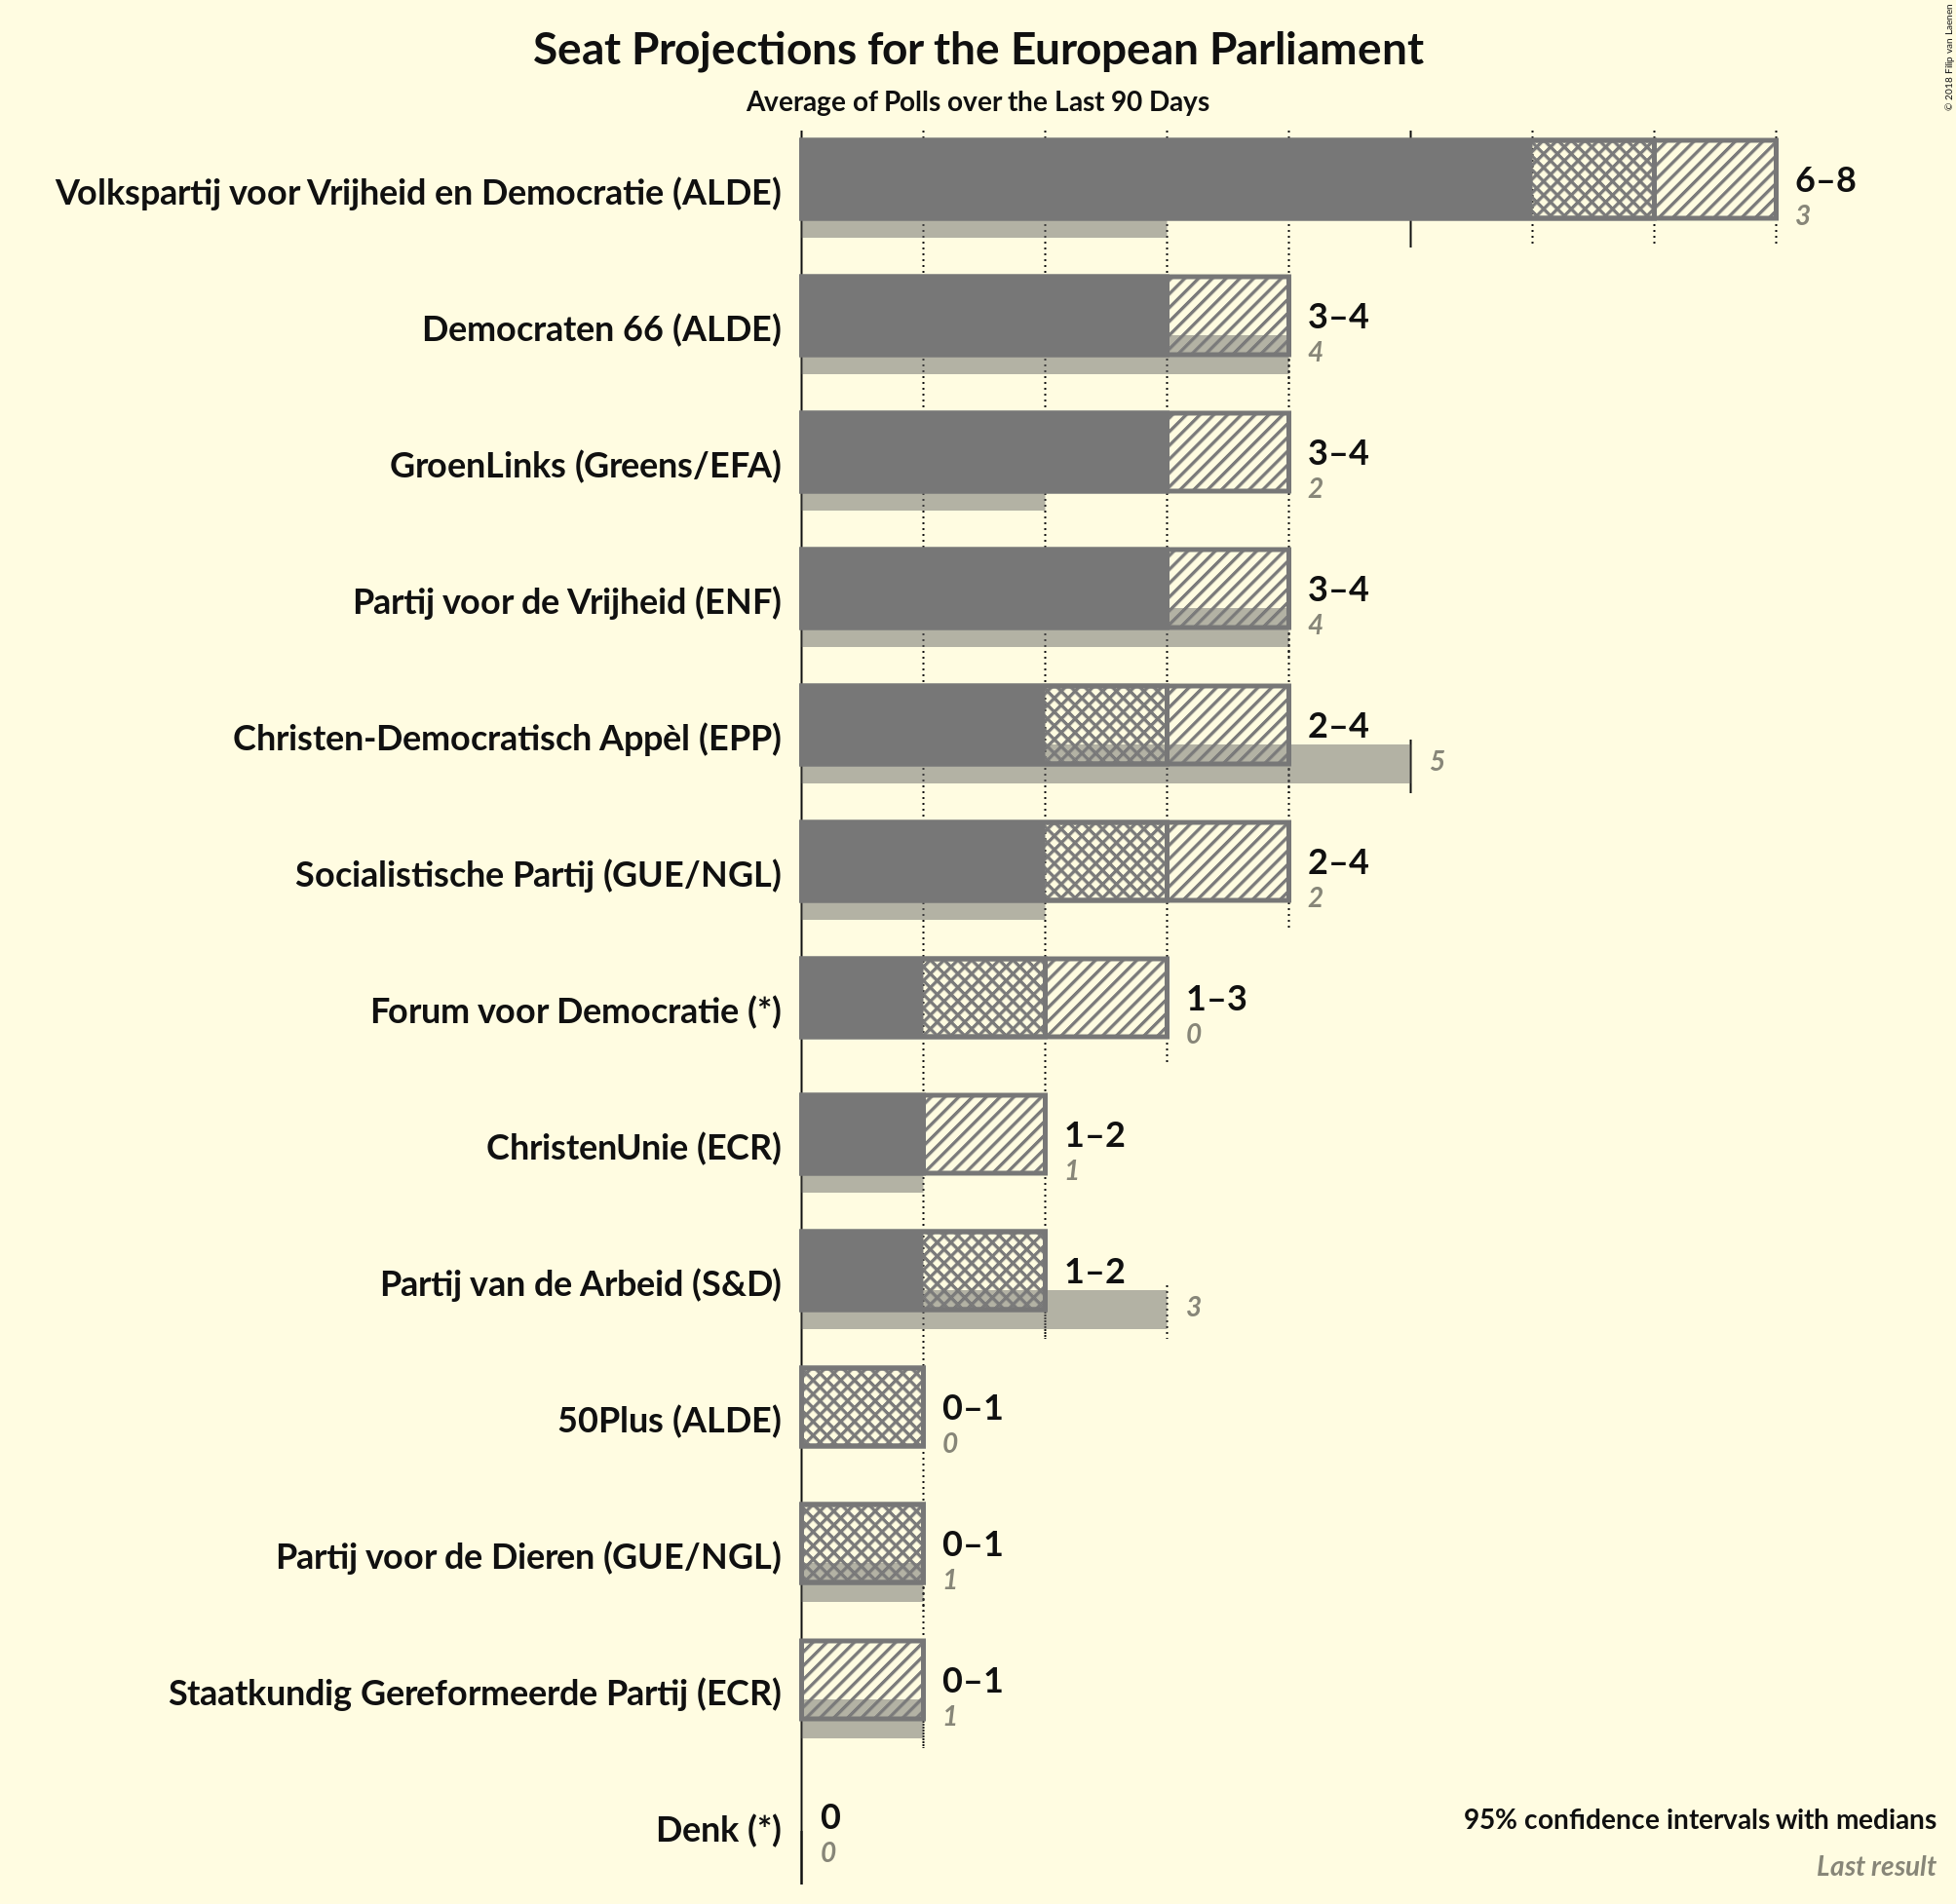 Seat Projections for the European Parliament
Average of Polls over the Last 90 Days
© 2018 Filip van Laenen
Volkspartij voor Vrijheid en Democratie (ALDE)
6–8
3
Democraten 66 (ALDE)
3–4
4
GroenLinks (Greens/EFA)
3–4
2
Partij voor de Vrijheid (ENF)
3–4
4
Christen-Democratisch Appèl (EPP)
2–4
5
Socialistische Partij (GUE/NGL)
2–4
2
Forum voor Democratie (*)
1–3
0
ChristenUnie (ECR)
1–2
1
Partij van de Arbeid (S&D)
1–2
3
50Plus (ALDE)
0–1
0
Partij voor de Dieren (GUE/NGL)
0–1
1
Staatkundig Gereformeerde Partij (ECR)
0–1
1
Denk (*)
0
0
95% confidence intervals with medians
Last result